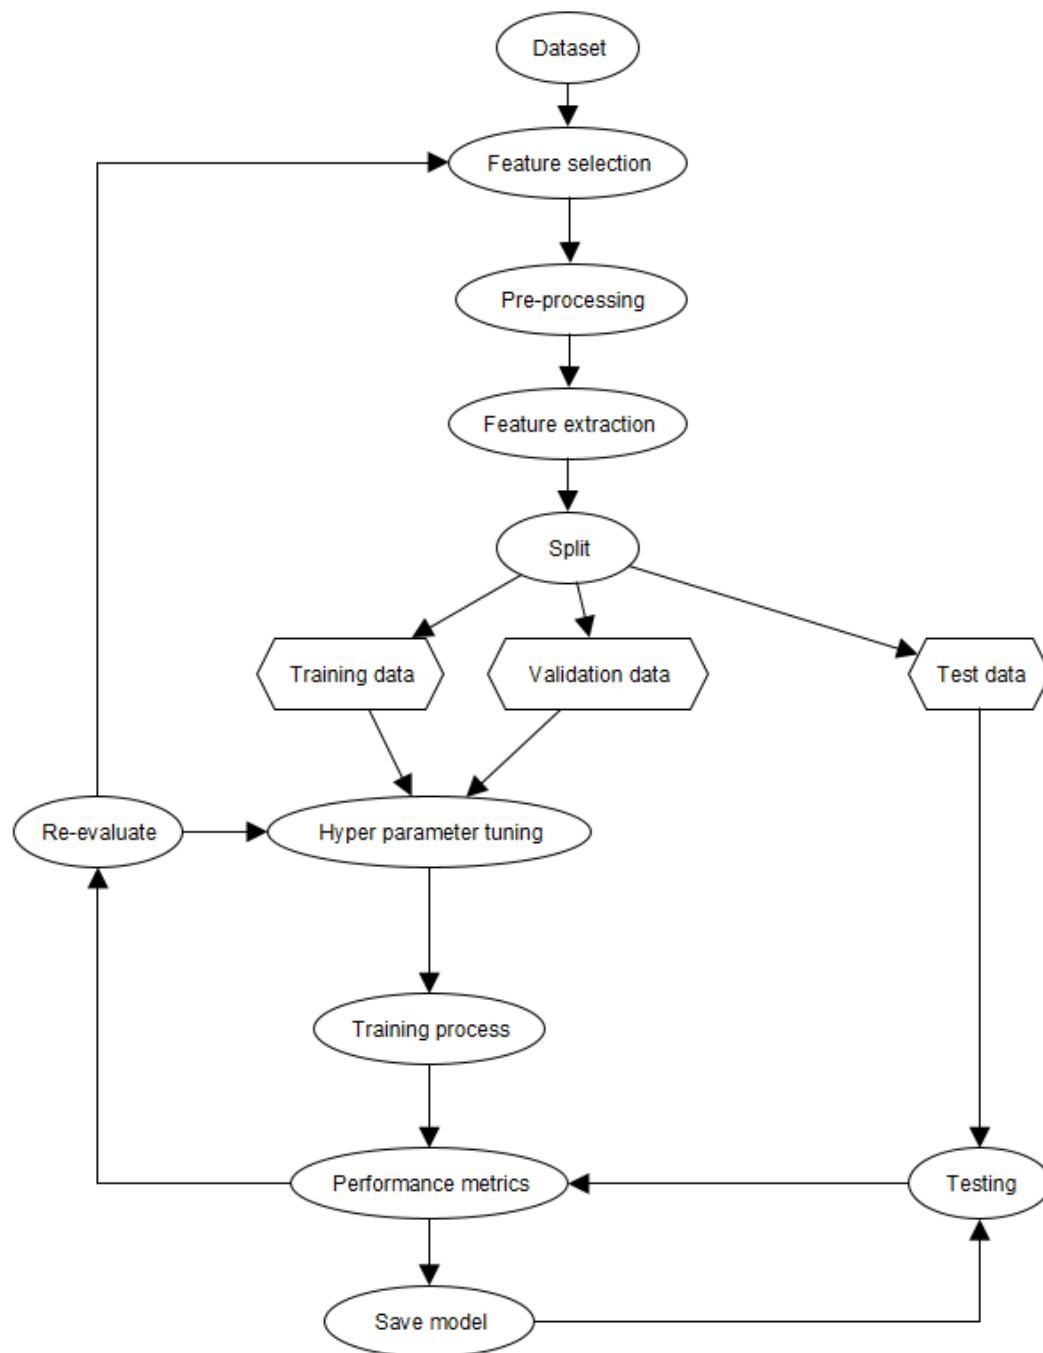 Dataset
Feature selection
Pre-processing
Feature extraction
Split
Training data
Validation data
Test data
Re-evaluate
Hyper parameter tuning
Training process
Performance metrics
Testing
Save model